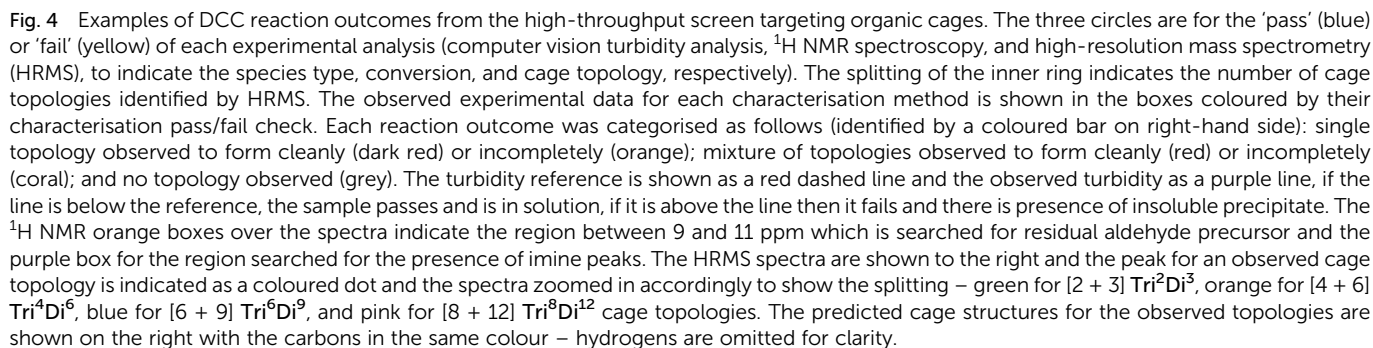 Fig. 4 Examples of DCC reaction outcomes from the high-throughput screen targeting organic cages. The three circles are for the 'pass' (blue)
or 'fail' (yellow) of each experimental analysis (computer vision turbidity analysis, ¹H NMR spectroscopy, and high-resolution mass spectrometry
(HRMS), to indicate the species type, conversion, and cage topology, respectively). The splitting of the inner ring indicates the number of cage
topologies identified by HRMS. The observed experimental data for each characterisation method is shown in the boxes coloured by their
characterisation pass/fail check. Each reaction outcome was categorised as follows (identified by a coloured bar on right-hand side): single
topology observed to form cleanly (dark red) or incompletely (orange); mixture of topologies observed to form cleanly (red) or incompletely
(coral); and no topology observed (grey). The turbidity reference is shown as a red dashed line and the observed turbidity as a purple line, if the
line is below the reference, the sample passes and is in solution, if it is above the line then it fails and there is presence of insoluble precipitate. The
¹H NMR orange boxes over the spectra indicate the region between 9 and 11 ppm which is searched for residual aldehyde precursor and the
purple box for the region searched for the presence of imine peaks. The HRMS spectra are shown to the right and the peak for an observed cage
topology is indicated as a coloured dot and the spectra zoomed in accordingly to show the splitting – green for [2 + 3] Tri²Di³, orange for [4 + 6]
Tri⁴Di⁶, blue for [6 + 9] Tri⁶Di⁹, and pink for [8 + 12] Tri⁸Di¹² cage topologies. The predicted cage structures for the observed topologies are
shown on the right with the carbons in the same colour – hydrogens are omitted for clarity.